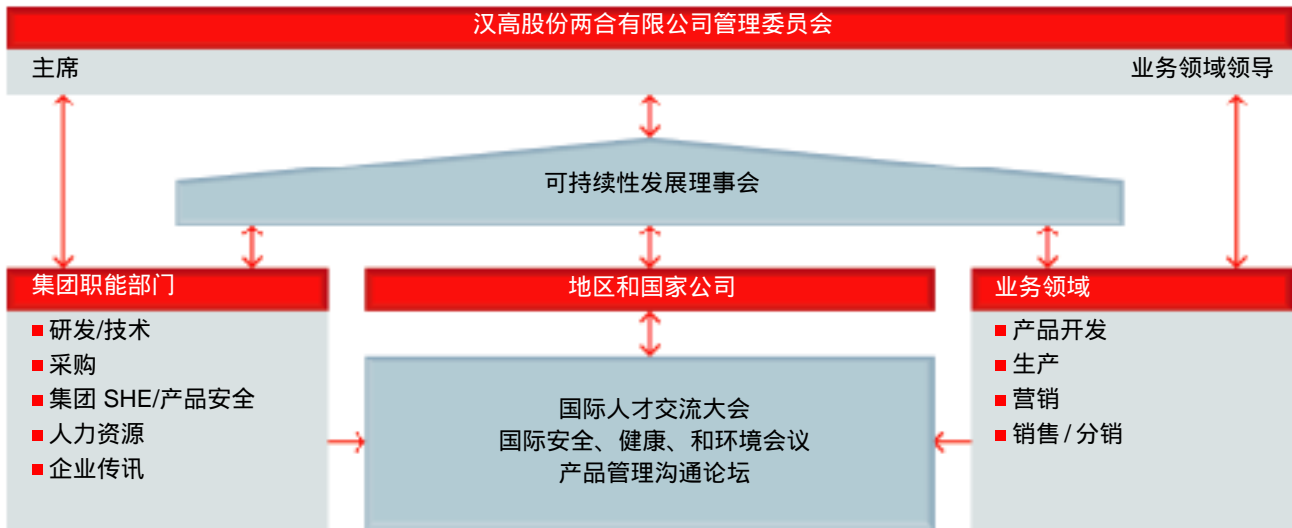 汉高股份两合有限公司管理委员会
主席
业务领域领导
可持续性发展理事会
集团职能部门
研发/技术
采购
集团 SHE/产品安全
人力资源
企业传讯
地区和国家公司
国际人才交流大会
国际安全、健康、和环境会议
产品管理沟通论坛
业务领域
产品开发
生产
营销
销售 / 分销